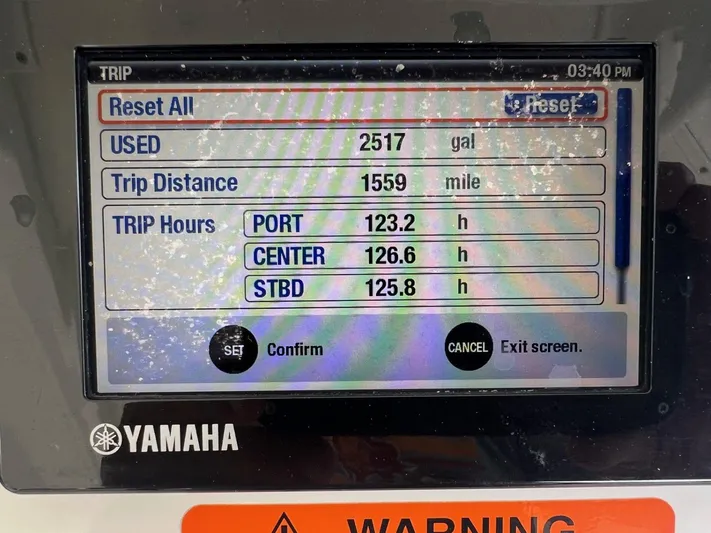 TRIP 03:40 PM
Reset All Reset
USED 2517 gal
Trip Distance 1559 mile
TRIP Hours PORT 123.2 h
CENTER 126.6 h
STBD 125.8 h
SET Confirm CANCEL Exit screen.
YAMAHA
WARNING